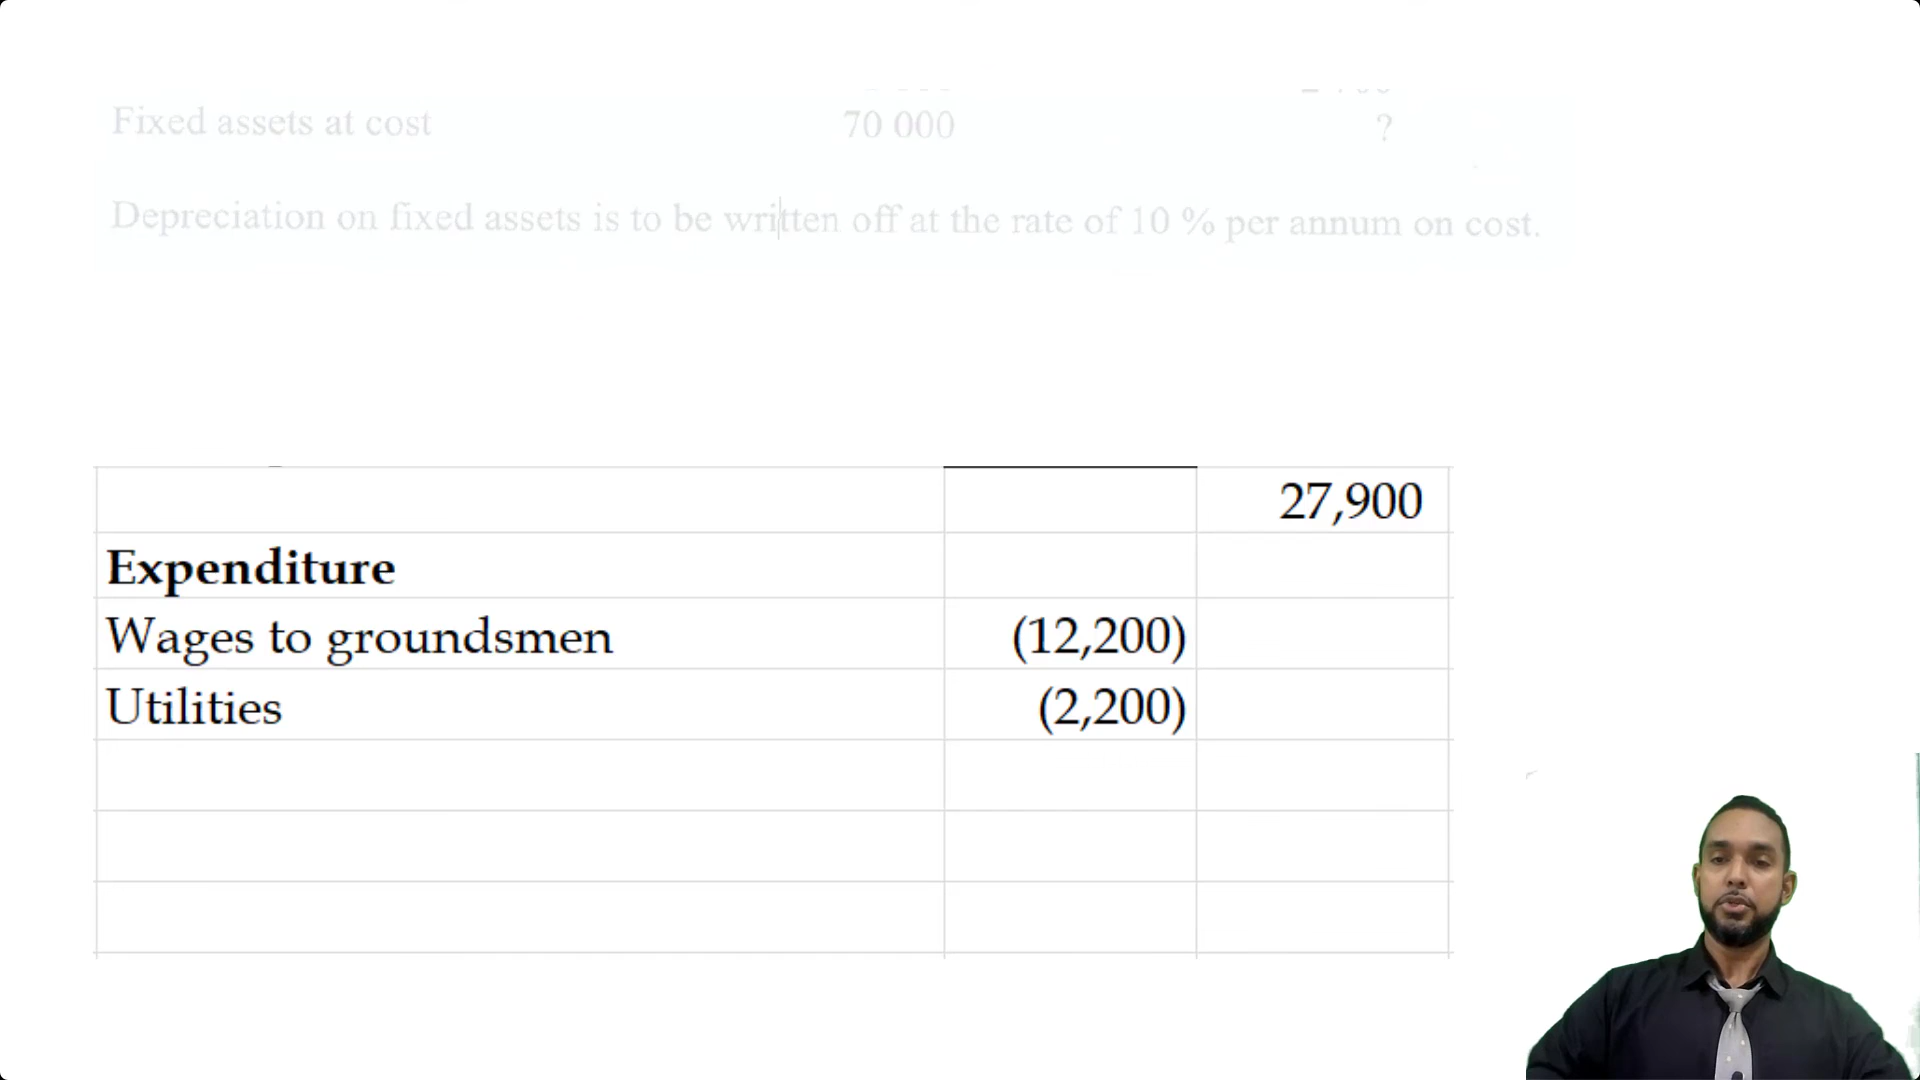 Fixed assets at cost 70 000 ?
Depreciation on fixed assets is to be written off at the rate of 10 % per annum on cost.
27,900
Expenditure
Wages to groundsmen (12,200)
Utilities (2,200)